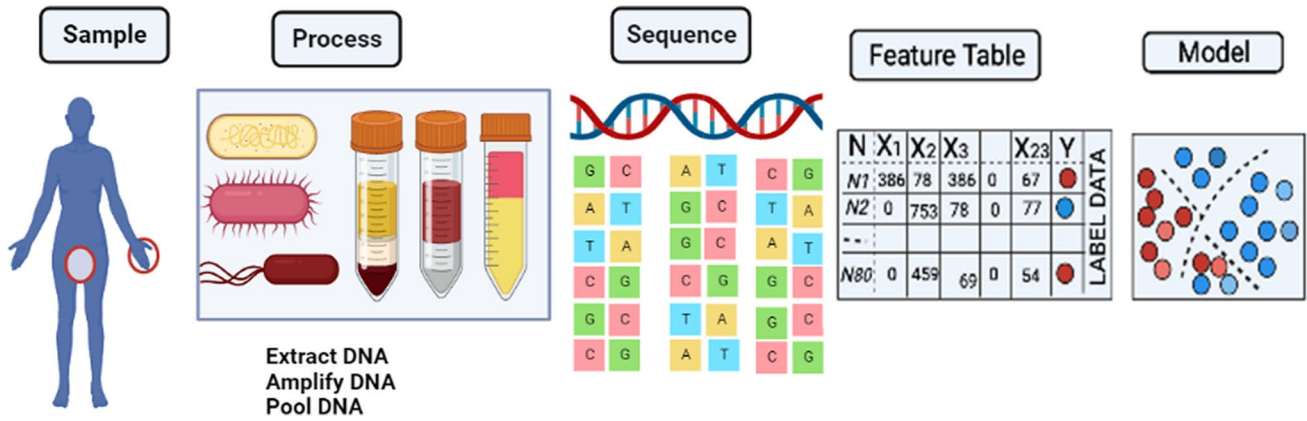 Sample
Process
Extract DNA
Amplify DNA
Pool DNA
Sequence
G C A T C G
A T G C T A
T A G C A T
C G C G G C
G C T A G C
C G A T C G
Feature Table
N X1 X2 X3 X23 Y
N1 386 78 386 0 67
N2 0 753 78 0 77
---
N80 0 459 69 0 54
LABEL DATA
Model